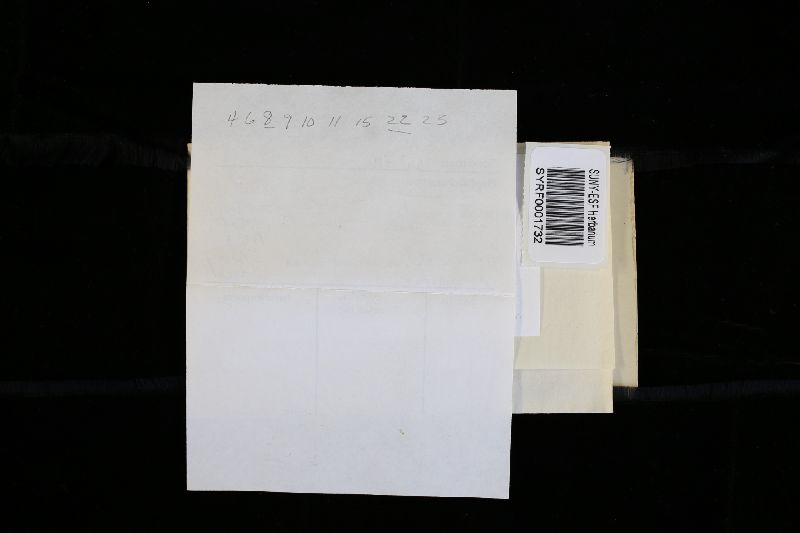 4 6 8 9 10 11 15 22 25
SUNY-ESF Herbarium
SYRF0001732